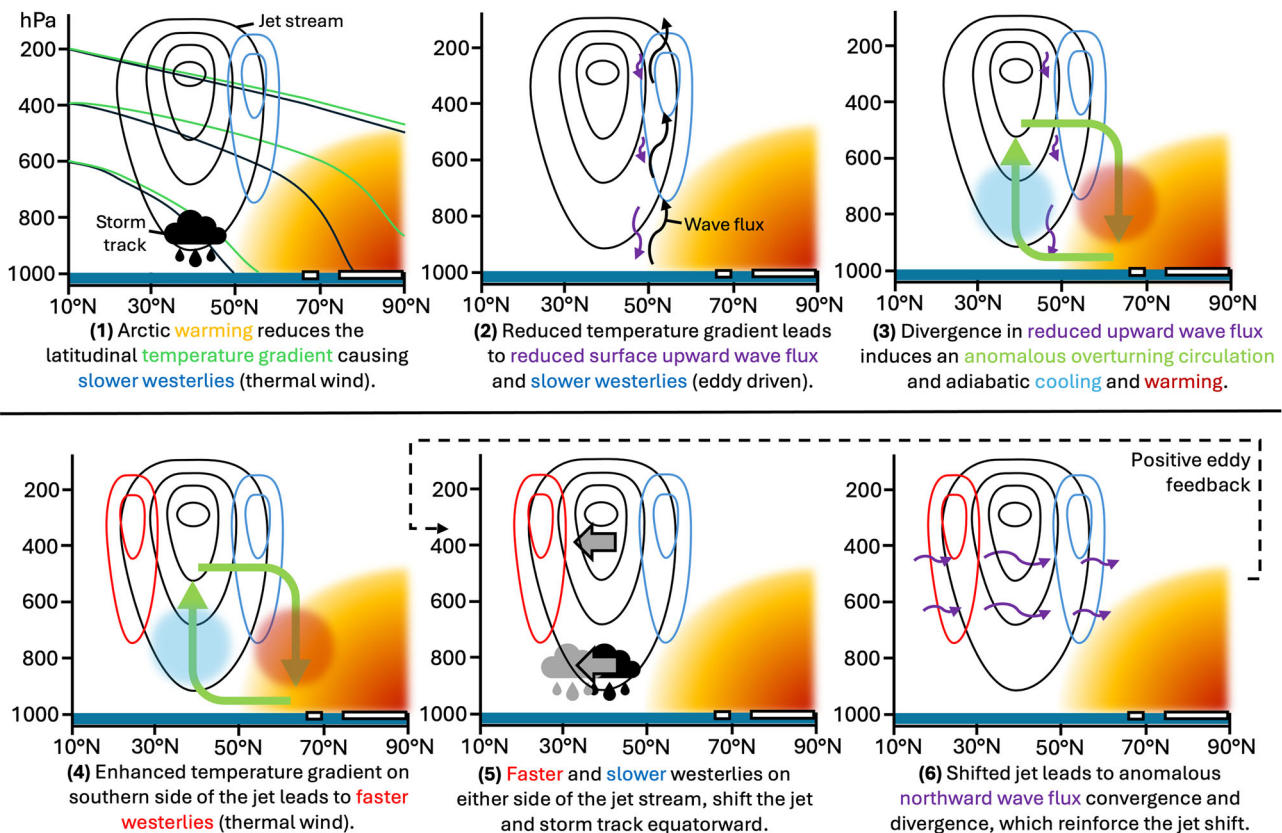 hPa
Jet stream
200
400
600
800
1000
Storm
track
10°N 30°N 50°N 70°N 90°N
(1) Arctic warming reduces the
latitudinal temperature gradient causing
slower westerlies (thermal wind).
200
400
600
800
1000
Wave flux
10°N 30°N 50°N 70°N 90°N
(2) Reduced temperature gradient leads
to reduced surface upward wave flux
and slower westerlies (eddy driven).
200
400
600
800
1000
10°N 30°N 50°N 70°N 90°N
(3) Divergence in reduced upward wave flux
induces an anomalous overturning circulation
and adiabatic cooling and warming.
200
400
600
800
1000
10°N 30°N 50°N 70°N 90°N
(4) Enhanced temperature gradient on
southern side of the jet leads to faster
westerlies (thermal wind).
200
400
600
800
1000
10°N 30°N 50°N 70°N 90°N
(5) Faster and slower westerlies on
either side of the jet stream, shift the jet
and storm track equatorward.
Positive eddy
feedback
200
400
600
800
1000
10°N 30°N 50°N 70°N 90°N
(6) Shifted jet leads to anomalous
northward wave flux convergence and
divergence, which reinforce the jet shift.